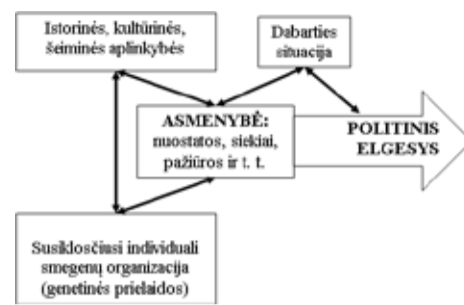 Istorinės, kultūrinės,
šeiminės aplinkybės
Dabarties
situacija
ASMENYBĖ:
nuostatos, siekiai,
pažiūros ir t. t.
POLITINIS
ELGESYS
Susiklosčiusi individuali
smegenų organizacija
(genetinės prielaidos)